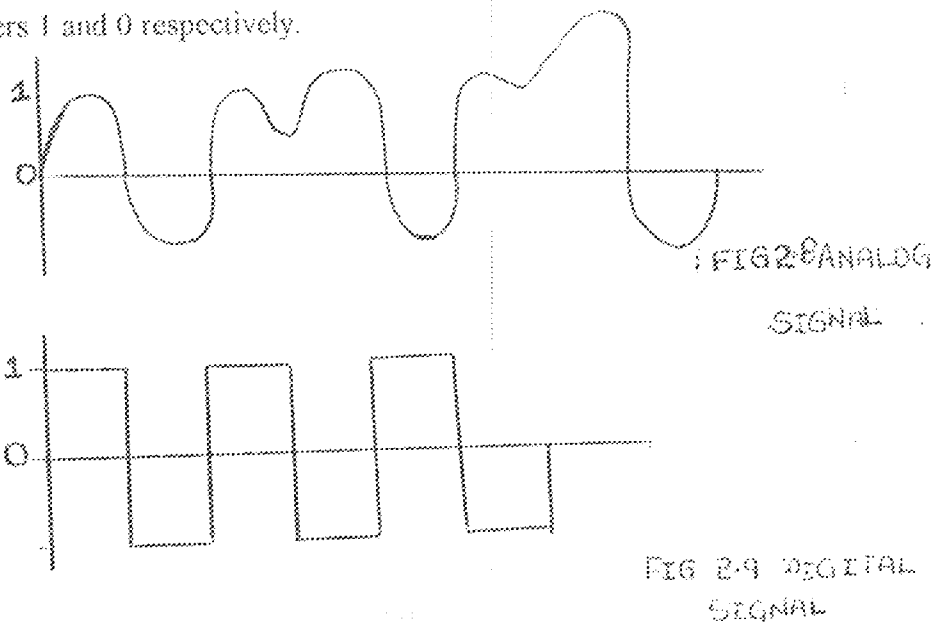 ers 1 and 0 respectively.
1
0
FIG 2.8 ANALOG
SIGNAL
1
0
FIG 2.9 DIGITAL
SIGNAL